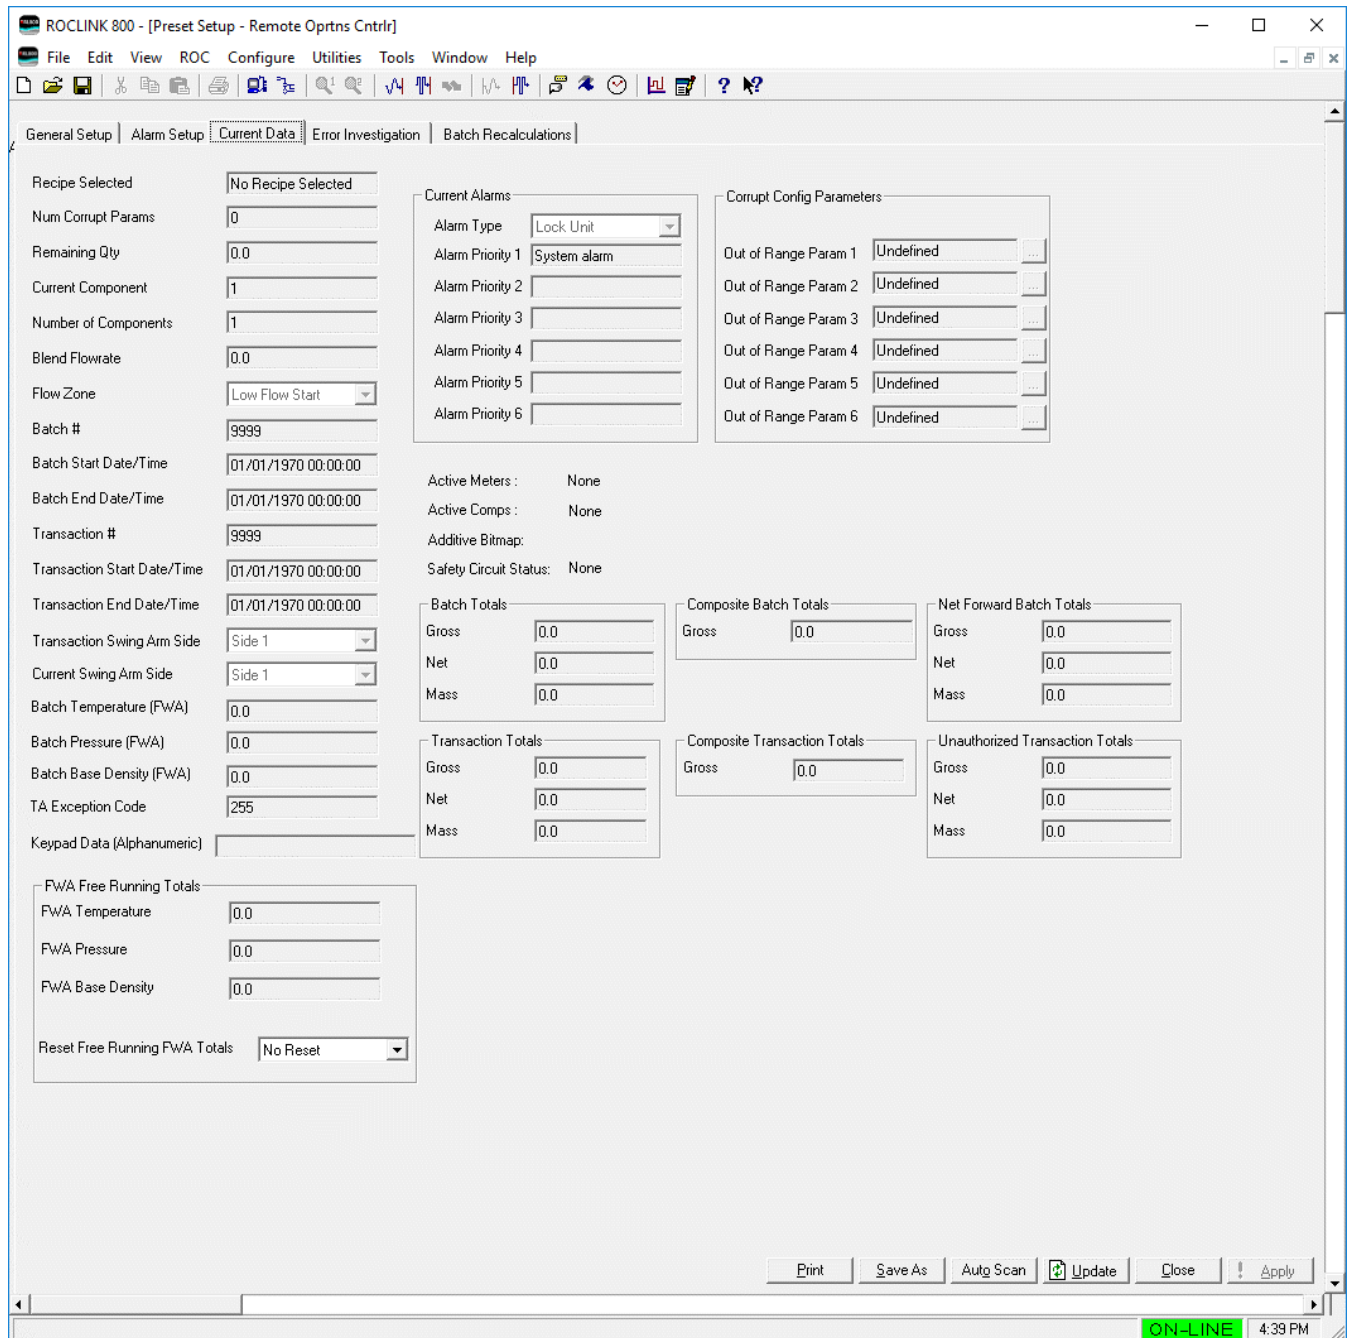 ROCLINK 800 - [Preset Setup - Remote Oprtns Cntrlr]
File Edit View ROC Configure Utilities Tools Window Help
General Setup Alarm Setup Current Data Error Investigation Batch Recalculations
Recipe Selected No Recipe Selected
Num Corrupt Params 0
Remaining Qty 0.0
Current Component 1
Number of Components 1
Blend Flowrate 0.0
Flow Zone Low Flow Start
Batch # 9999
Batch Start Date/Time 01/01/1970 00:00:00
Batch End Date/Time 01/01/1970 00:00:00
Transaction # 9999
Transaction Start Date/Time 01/01/1970 00:00:00
Transaction End Date/Time 01/01/1970 00:00:00
Transaction Swing Arm Side Side 1
Current Swing Arm Side Side 1
Batch Temperature (FWA) 0.0
Batch Pressure (FWA) 0.0
Batch Base Density (FWA) 0.0
TA Exception Code 255
Keypad Data (Alphanumeric)
FWA Free Running Totals
FWA Temperature 0.0
FWA Pressure 0.0
FWA Base Density 0.0
Reset Free Running FWA Totals No Reset
Current Alarms
Alarm Type Lock Unit
Alarm Priority 1 System alarm
Alarm Priority 2
Alarm Priority 3
Alarm Priority 4
Alarm Priority 5
Alarm Priority 6
Corrupt Config Parameters
Out of Range Param 1 Undefined ...
Out of Range Param 2 Undefined ...
Out of Range Param 3 Undefined ...
Out of Range Param 4 Undefined ...
Out of Range Param 5 Undefined ...
Out of Range Param 6 Undefined ...
Active Meters : None
Active Comps : None
Additive Bitmap:
Safety Circuit Status: None
Batch Totals
Gross 0.0
Net 0.0
Mass 0.0
Composite Batch Totals
Gross 0.0
Net Forward Batch Totals
Gross 0.0
Net 0.0
Mass 0.0
Transaction Totals
Gross 0.0
Net 0.0
Mass 0.0
Composite Transaction Totals
Gross 0.0
Unauthorized Transaction Totals
Gross 0.0
Net 0.0
Mass 0.0
Print Save As Auto Scan Update Close ! Apply
ON-LINE 4:39 PM